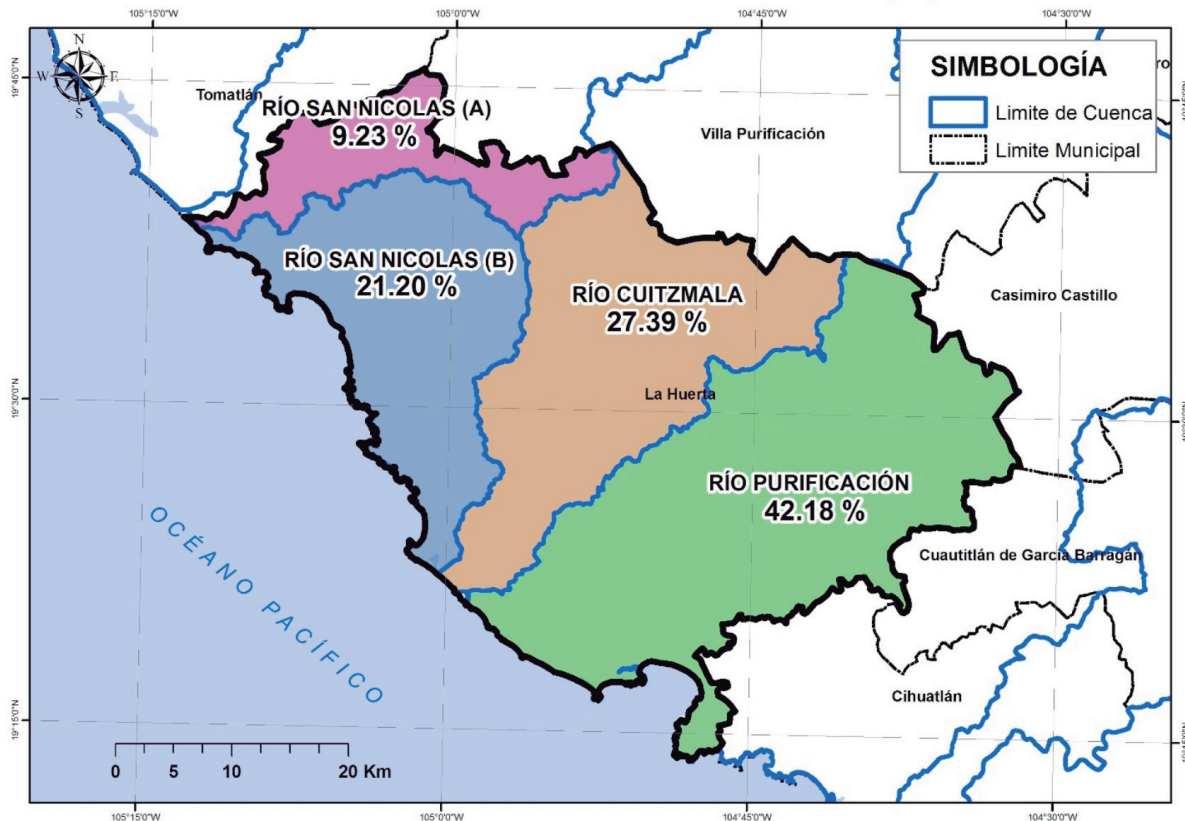 105°15'0"W
105°0'0"W
104°45'0"W
104°30'0"W
N
W
E
S
19°45'0"N
SIMBOLOGÍA
Limite de Cuenca
Limite Municipal
ro
Tomatlán
RÍO SAN NICOLAS (A)
9.23 %
Villa Purificación
RÍO SAN NICOLAS (B)
21.20 %
RÍO CUITZMALA
27.39 %
Casimiro Castillo
La Huerta
19°30'0"N
RÍO PURIFICACIÓN
42.18 %
OCÉANO PACÍFICO
Cuautitlán de García Barragán
Cihuatlán
19°15'0"N
0 5 10 20 Km
105°15'0"W
105°0'0"W
104°45'0"W
104°30'0"W